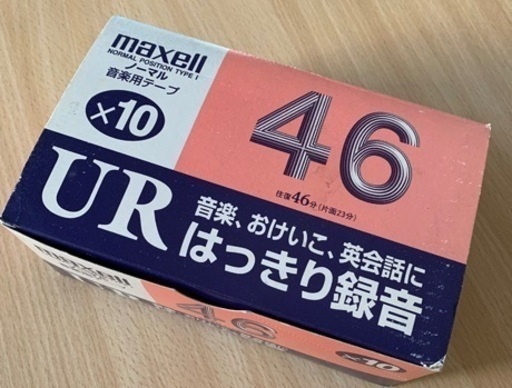 maxell
NORMAL POSITION TYPE I
ノーマル
音楽用テープ
×10
46
往復46分(片面23分)
UR
音楽、おけいこ、英会話に
はっきり録音
maxell
46
×10